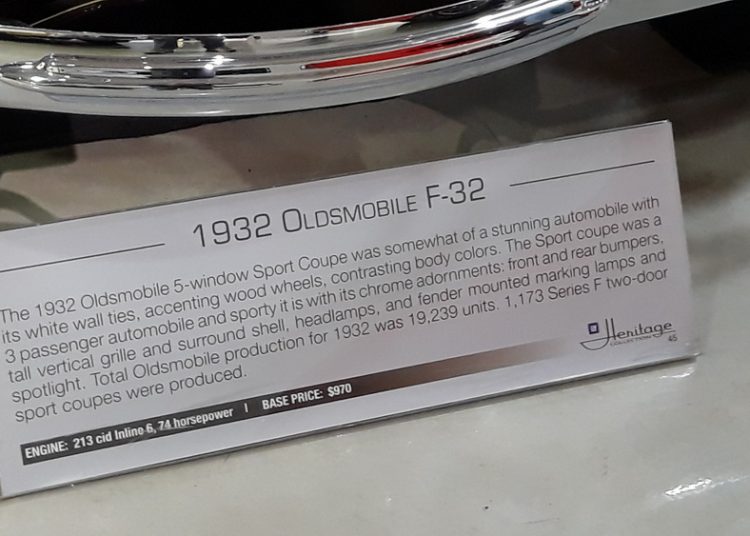 1932 OLDSMOBILE F-32
The 1932 Oldsmobile 5-window Sport Coupe was somewhat of a stunning automobile with
its white wall ties, accenting wood wheels, contrasting body colors. The Sport coupe was a
3 passenger automobile and sporty it is with its chrome adornments: front and rear bumpers,
tall vertical grille and surround shell, headlamps, and fender mounted marking lamps and
spotlight. Total Oldsmobile production for 1932 was 19,239 units. 1,173 Series F two-door
sport coupes were produced.
Heritage
COLLECTION
45
ENGINE: 213 cid Inline 6, 74 horsepower | BASE PRICE: $970